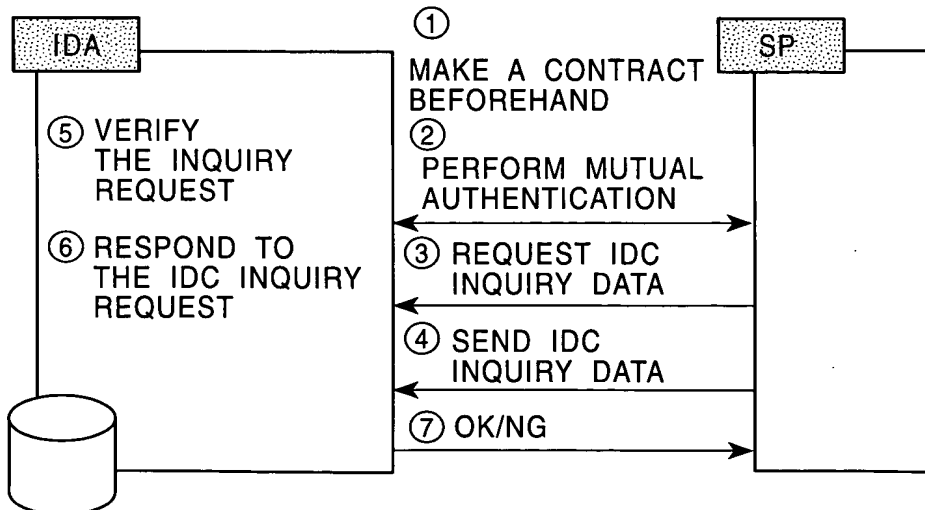 IDA
SP
①
MAKE A CONTRACT
BEFOREHAND
②
PERFORM MUTUAL
AUTHENTICATION
③ REQUEST IDC
INQUIRY DATA
④ SEND IDC
INQUIRY DATA
⑤ VERIFY
THE INQUIRY
REQUEST
⑥ RESPOND TO
THE IDC INQUIRY
REQUEST
⑦ OK/NG